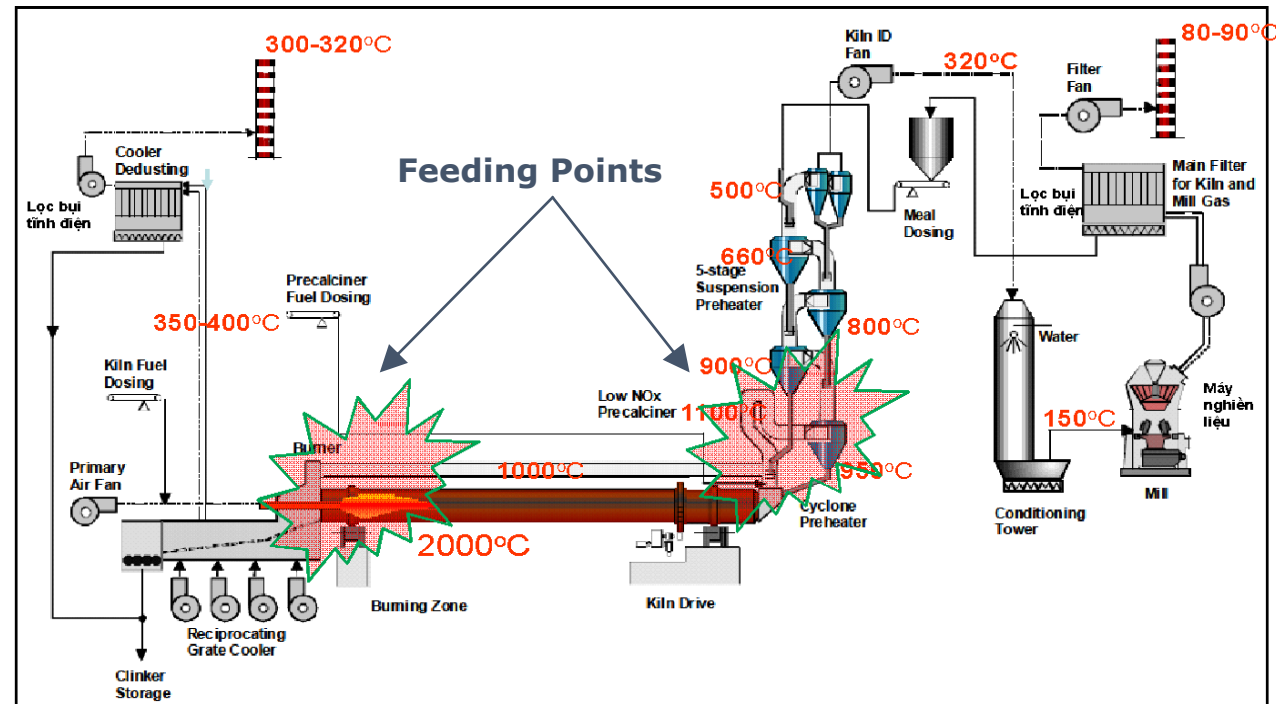 300-320°C
Kiln ID
Fan
320°C
80-90°C
Filter
Fan
Cooler
Dedusting
Lọc bụi
tĩnh điện
Feeding Points
500°C
Meal
Dosing
Lọc bụi
tĩnh điện
Main Filter
for Kiln and
Mill Gas
660°C
5-stage
Suspension
Preheater
Precalciner
Fuel Dosing
350-400°C
800°C
Water
Kiln Fuel
Dosing
900°C
Low NOx
Precalciner
1100°C
Máy
nghiền
liệu
150°C
Burner
1000°C
950°C
Primary
Air Fan
Cyclone
Preheater
Mill
Conditioning
Tower
2000°C
Burning Zone
Kiln Drive
Reciprocating
Grate Cooler
Clinker
Storage